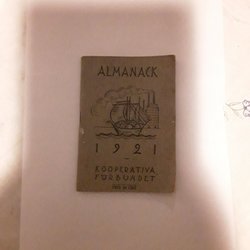 ALMANACK
1921
KOOPERATIVA
FÖRBUNDET